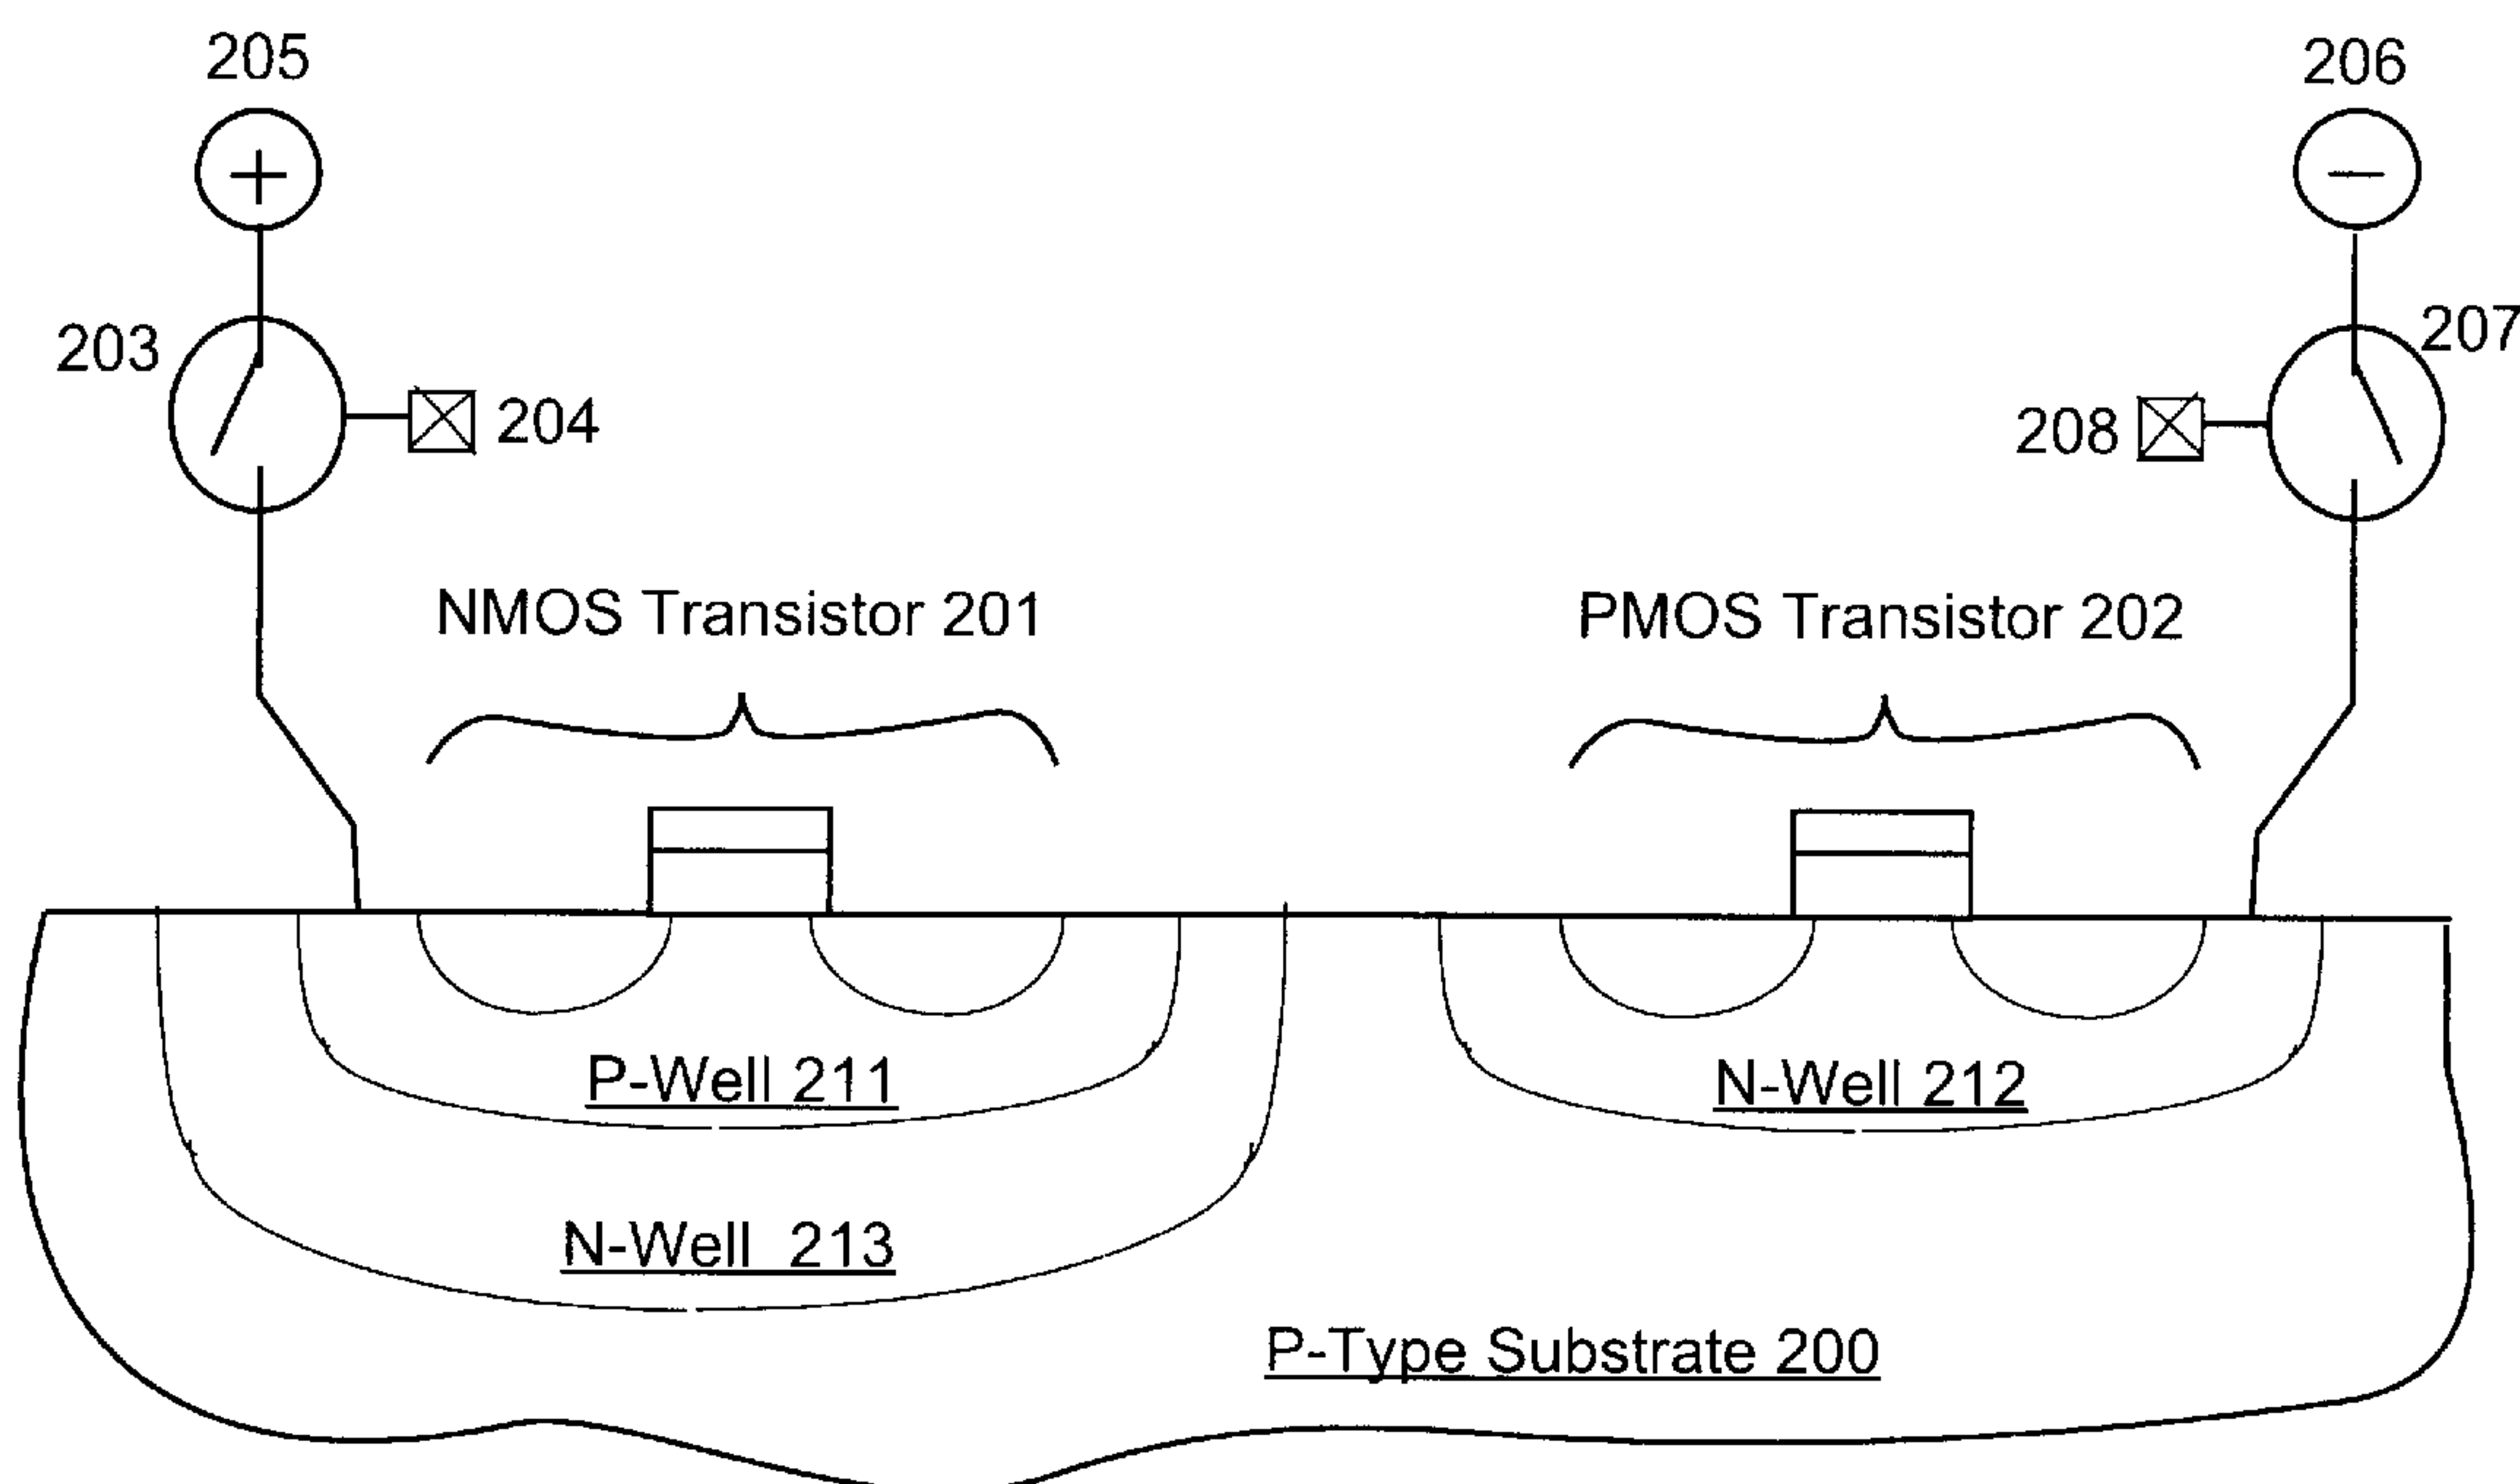 205
206
+
−
203
207
204
208
NMOS Transistor 201
PMOS Transistor 202
P-Well 211
N-Well 212
N-Well 213
P-Type Substrate 200